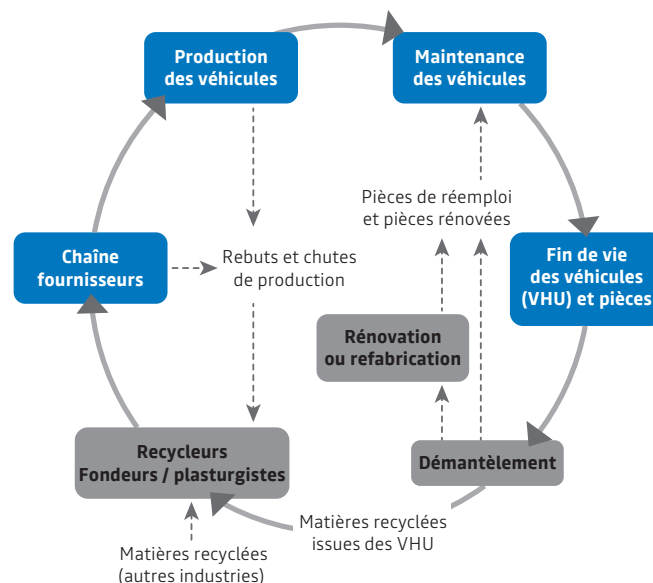 Production
des véhicules
Maintenance
des véhicules
Pièces de réemploi
et pièces rénovées
Chaîne
fournisseurs
Rebuts et chutes
de production
Fin de vie
des véhicules
(VHU) et pièces
Rénovation
ou refabrication
Recycleurs
Fondeurs / plasturgistes
Démantèlement
Matières recyclées
issues des VHU
Matières recyclées
(autres industries)